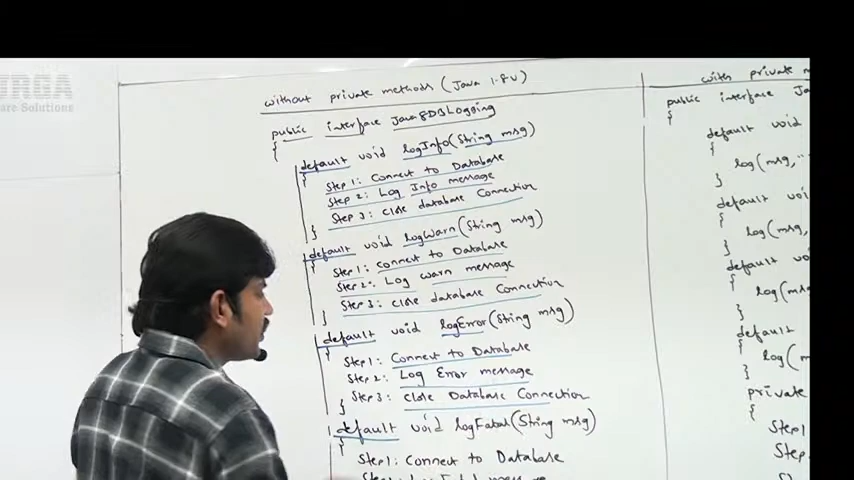 URGA
are Solutions
without private methods (Java 1.8V)
public interface Java8DBLogging
{
default void logInfo(String msg)
{
Step 1: Connect to Database
Step 2: Log Info message
Step 3: close database Connection
}
default void logWarn(String msg)
{
Step 1: Connect to Database
Step 2: Log warn message
Step 3: close database Connection
}
default void logError(String msg)
{
Step 1: Connect to Database
Step 2: Log Error message
Step 3: close Database Connection
}
default void logFatal(String msg)
{
Step 1: Connect to Database
with private
public interface
{
default void
{
log(msg, "
}
default
{
log(msg,
}
default
{
log(
}
default
{
log(
}
private
{
Step 1
Step